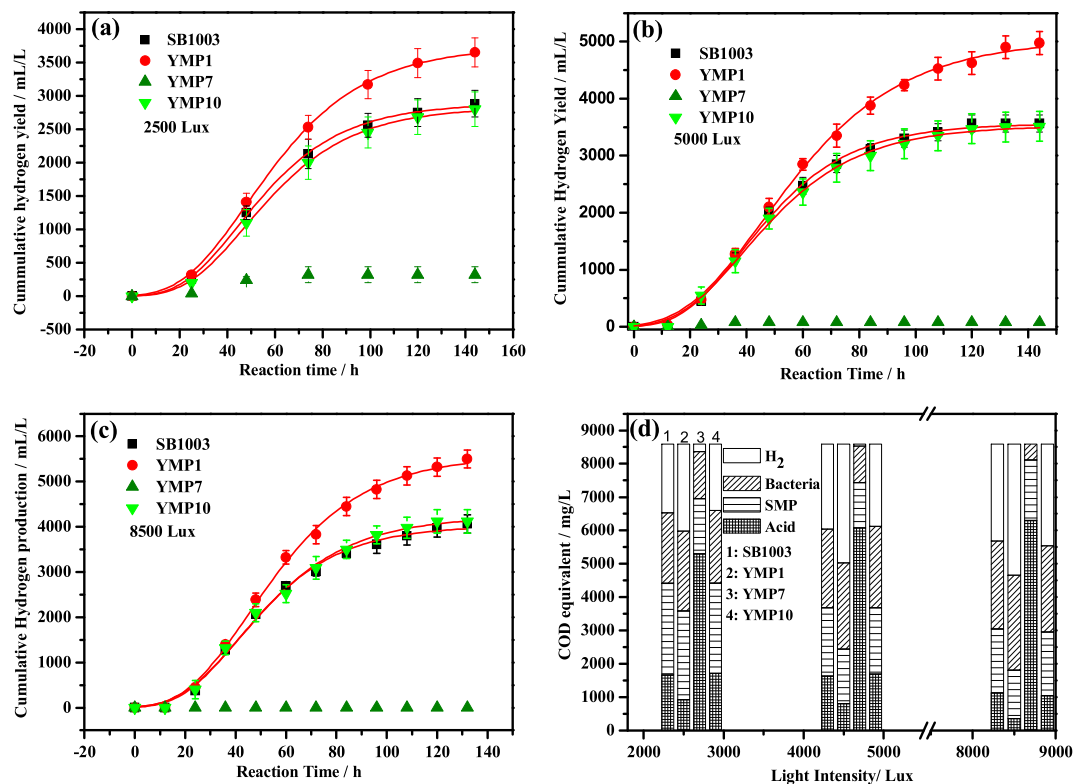 (a)
SB1003
YMP1
YMP7
YMP10
2500 Lux
Cummulative hydrogen yield / mL/L
4000
3500
3000
2500
2000
1500
1000
500
0
-500
-20 0 20 40 60 80 100 120 140 160
Reaction time / h
(b)
SB1003
YMP1
YMP7
YMP10
5000 Lux
Cummulative Hydrogen Yield / mL/L
5000
4000
3000
2000
1000
0
0 20 40 60 80 100 120 140
Reaction Time / h
(c)
SB1003
YMP1
YMP7
YMP10
8500 Lux
Cumulative Hydrogen production / mL/L
6000
5000
4000
3000
2000
1000
0
-20 0 20 40 60 80 100 120 140
Reaction Time / h
(d)
1 2 3 4
H2
Bacteria
SMP
Acid
1: SB1003
2: YMP1
3: YMP7
4: YMP10
COD equivalent / mg/L
9000
8000
7000
6000
5000
4000
3000
2000
1000
0
2000 3000 4000 5000 8000 9000
Light Intensity/ Lux